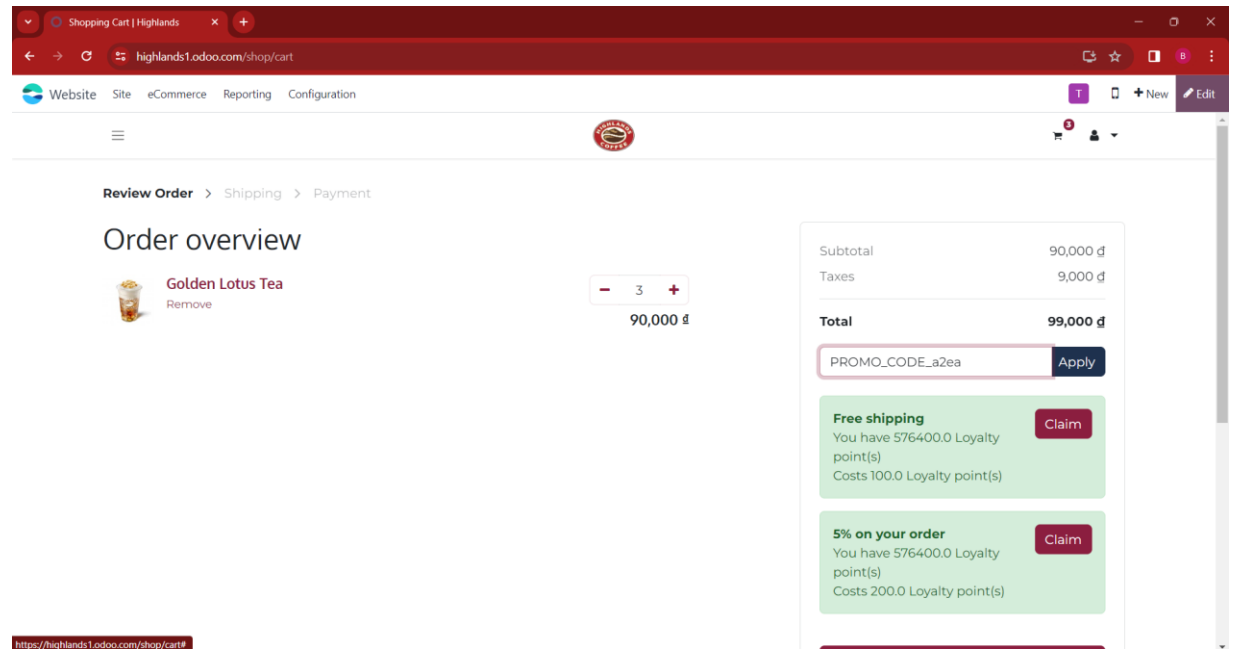 Shopping Cart | Highlands
highlands1.odoo.com/shop/cart
B
Website Site eCommerce Reporting Configuration
T + New Edit
HIGHLANDS COFFEE
3
Review Order > Shipping > Payment
Order overview
Golden Lotus Tea
Remove
- 3 +
90,000 ₫
Subtotal 90,000 ₫
Taxes 9,000 ₫
Total 99,000 ₫
PROMO_CODE_a2ea Apply
Free shipping
Claim
You have 576400.0 Loyalty
point(s)
Costs 100.0 Loyalty point(s)
5% on your order
Claim
You have 576400.0 Loyalty
point(s)
Costs 200.0 Loyalty point(s)
https://highlands1.odoo.com/shop/cart#